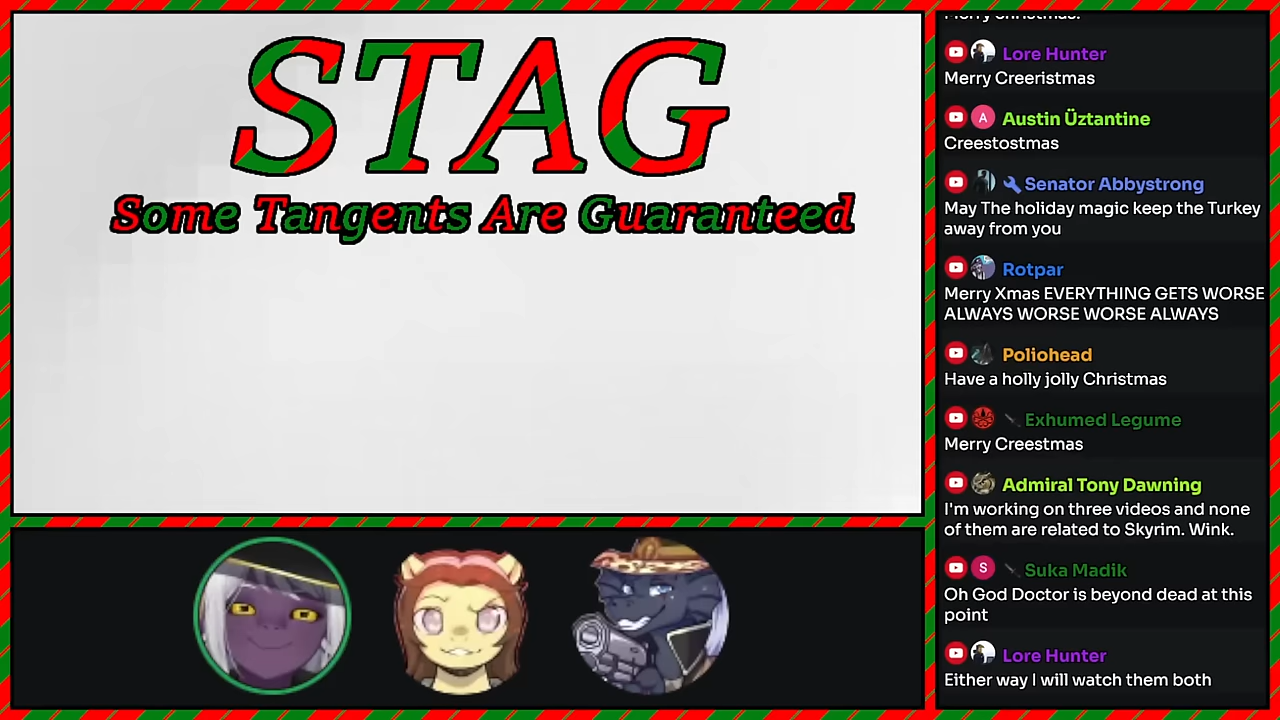 STAG
Some Tangents Are Guaranteed
Merry christmas!
Lore Hunter
Merry Creeristmas
A Austin Üztantine
Creestostmas
Senator Abbystrong
May The holiday magic keep the Turkey
away from you
Rotpar
Merry Xmas EVERYTHING GETS WORSE
ALWAYS WORSE WORSE ALWAYS
Poliohead
Have a holly jolly Christmas
Exhumed Legume
Merry Creestmas
Admiral Tony Dawning
I'm working on three videos and none
of them are related to Skyrim. Wink.
S Suka Madik
Oh God Doctor is beyond dead at this
point
Lore Hunter
Either way I will watch them both